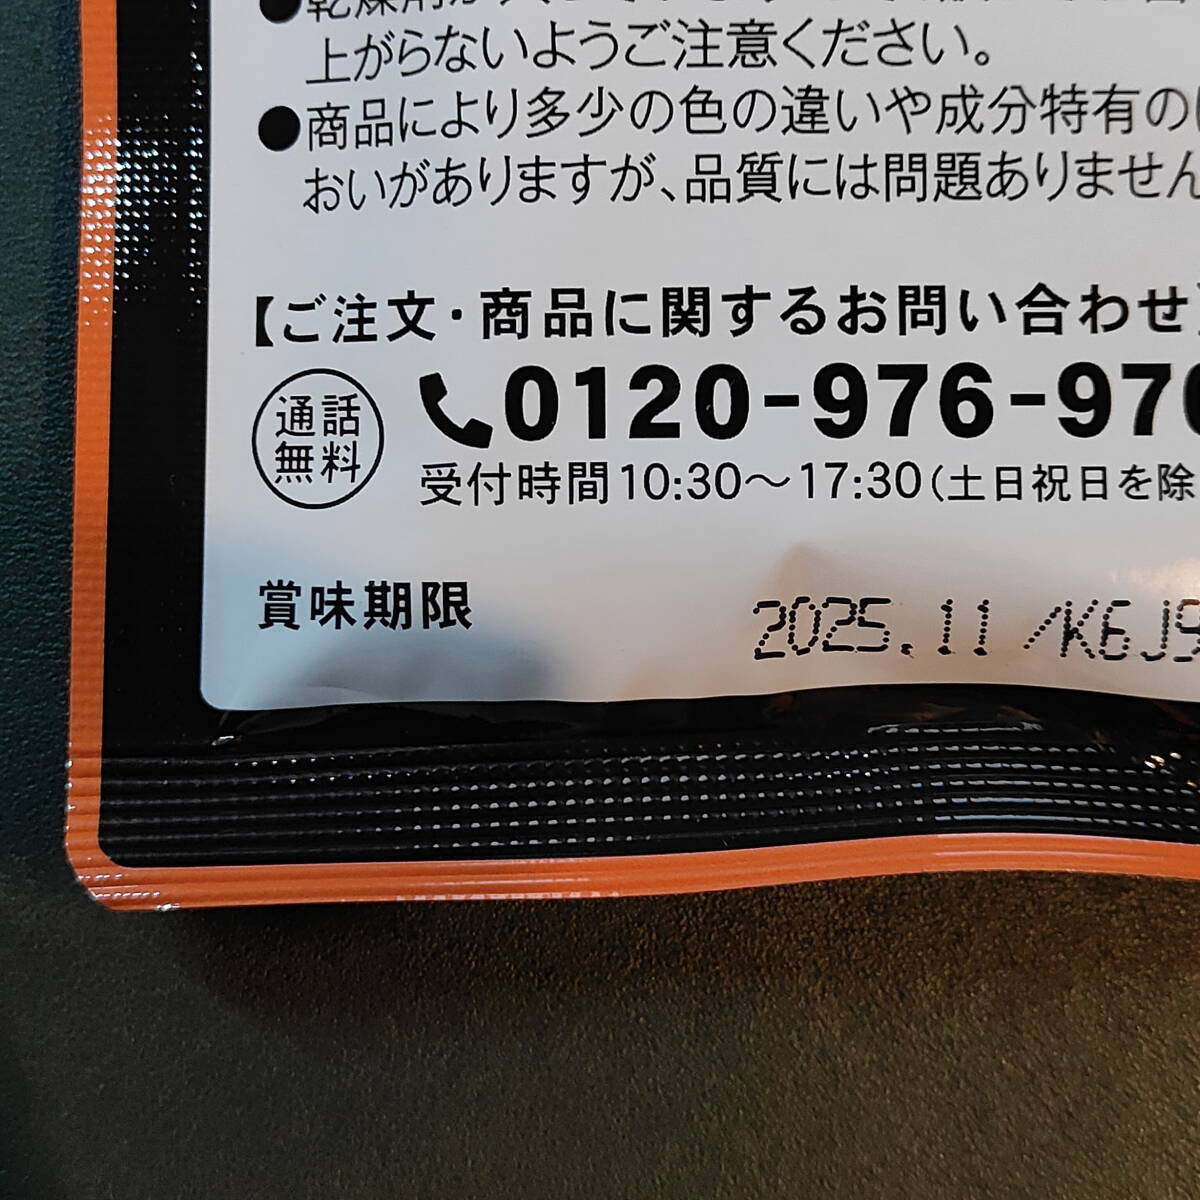 上がらないようご注意ください。
●商品により多少の色の違いや成分特有の
おいがありますが、品質には問題ありません
【ご注文・商品に関するお問い合わせ】
通話無料
0120-976-970
受付時間10:30～17:30(土日祝日を除
賞味期限
2025.11 /K6J9